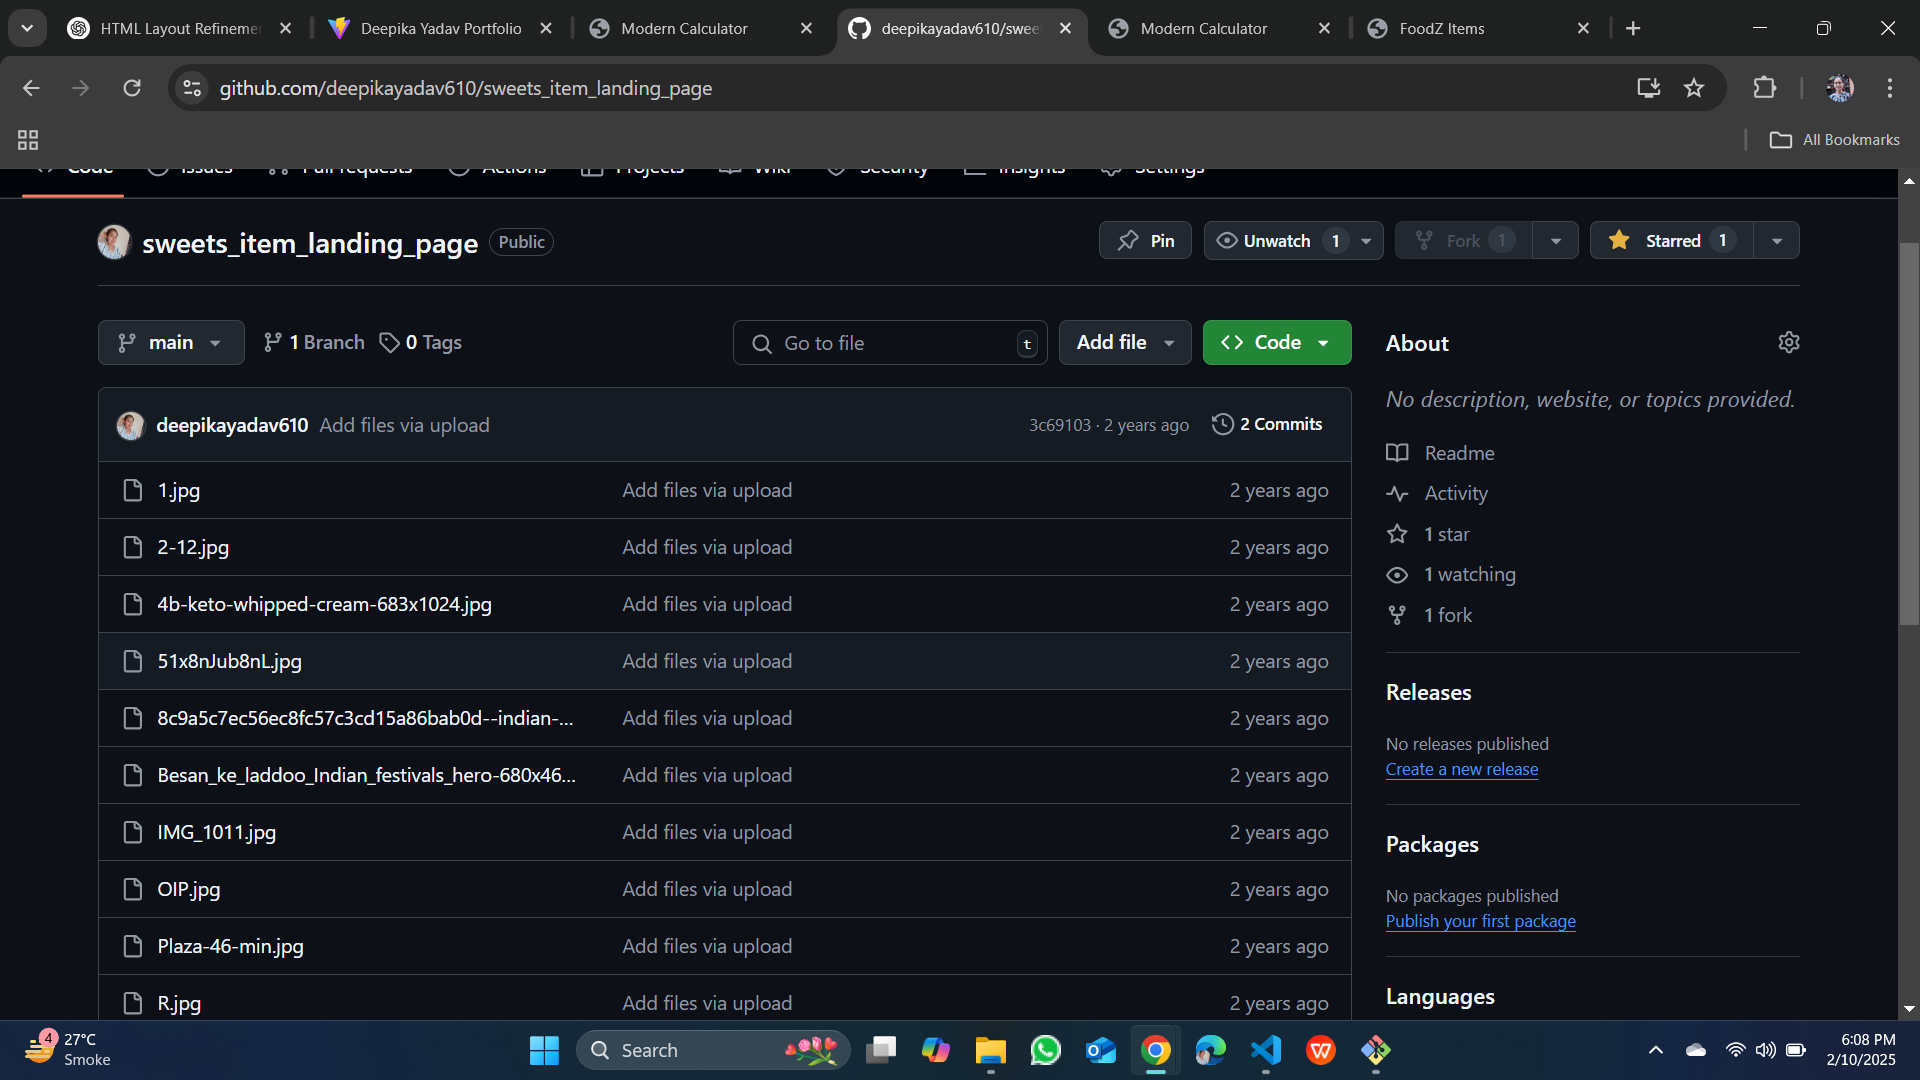 HTML Layout Refineme
Deepika Yadav Portfolio
Modern Calculator
deepikayadav610/swee
Modern Calculator
FoodZ Items
github.com/deepikayadav610/sweets_item_landing_page
All Bookmarks
Code
Issues
Pull requests
Actions
Projects
Wiki
Security
Insights
Settings
sweets_item_landing_page
Public
Pin
Unwatch 1
Fork 1
Starred 1
main
1 Branch
0 Tags
Go to file
t
Add file
Code
About
No description, website, or topics provided.
deepikayadav610 Add files via upload 3c69103 · 2 years ago 2 Commits
1.jpg Add files via upload 2 years ago
2-12.jpg Add files via upload 2 years ago
4b-keto-whipped-cream-683x1024.jpg Add files via upload 2 years ago
51x8nJub8nL.jpg Add files via upload 2 years ago
8c9a5c7ec56ec8fc57c3cd15a86bab0d--indian-... Add files via upload 2 years ago
Besan_ke_laddoo_Indian_festivals_hero-680x46... Add files via upload 2 years ago
IMG_1011.jpg Add files via upload 2 years ago
OIP.jpg Add files via upload 2 years ago
Plaza-46-min.jpg Add files via upload 2 years ago
R.jpg Add files via upload 2 years ago
Readme
Activity
1 star
1 watching
1 fork
Releases
No releases published
Create a new release
Packages
No packages published
Publish your first package
Languages
4
27°C
Smoke
Search
6:08 PM
2/10/2025